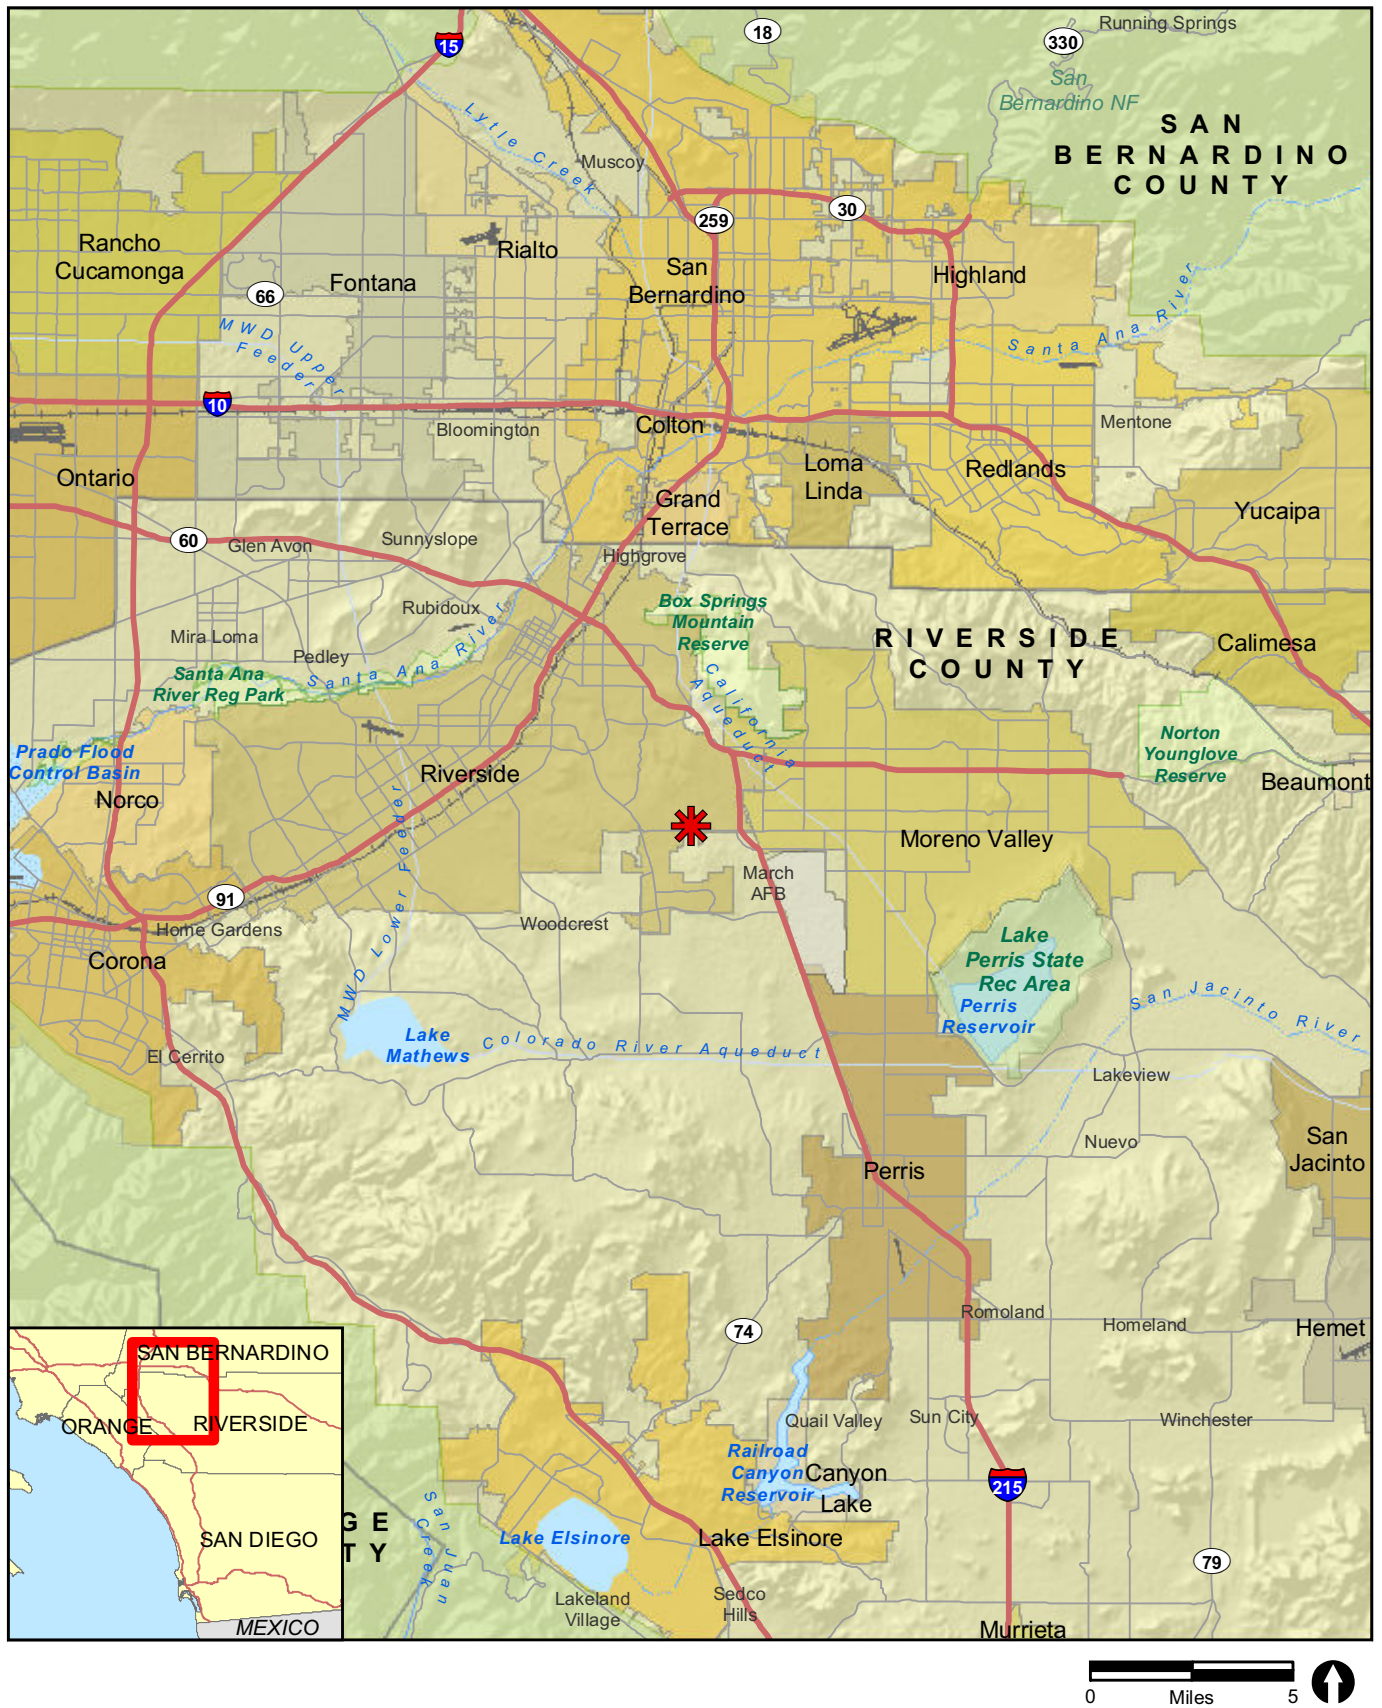 18
Running Springs
330
15
San
Bernardino NF
SAN
BERNARDINO
COUNTY
Lytle Creek
Muscoy
30
259
Rancho
Cucamonga
Rialto
San
Bernardino
Highland
Fontana
66
Santa Ana River
MWD Upper
Feeder
10
Bloomington
Colton
Mentone
Ontario
Loma
Linda
Redlands
Grand
Terrace
Yucaipa
60
Glen Avon
Sunnyslope
Highgrove
Rubidoux
Box Springs
Mountain
Reserve
Mira Loma
RIVERSIDE
COUNTY
Calimesa
Pedley
Santa Ana River
Santa Ana
River Reg Park
California
Aqueduct
Norton
Younglove
Reserve
Prado Flood
Control Basin
Riverside
Beaumont
Norco
Moreno Valley
MWD Lower Feeder
March
AFB
91
Home Gardens
Woodcrest
Corona
Lake
Perris State
Rec Area
Perris
Reservoir
San Jacinto River
El Cerrito
Lake
Mathews
Colorado River Aqueduct
Lakeview
Nuevo
San
Jacinto
Perris
Romoland
Homeland
Hemet
74
Quail Valley
Sun City
Winchester
Railroad
Canyon
Reservoir
Canyon
Lake
215
Lake Elsinore
Lake Elsinore
79
San Juan
Creek
Lakeland
Village
Sedco
Hills
Murrieta
GE
TY
SAN BERNARDINO
ORANGE
RIVERSIDE
SAN DIEGO
MEXICO
0 Miles 5